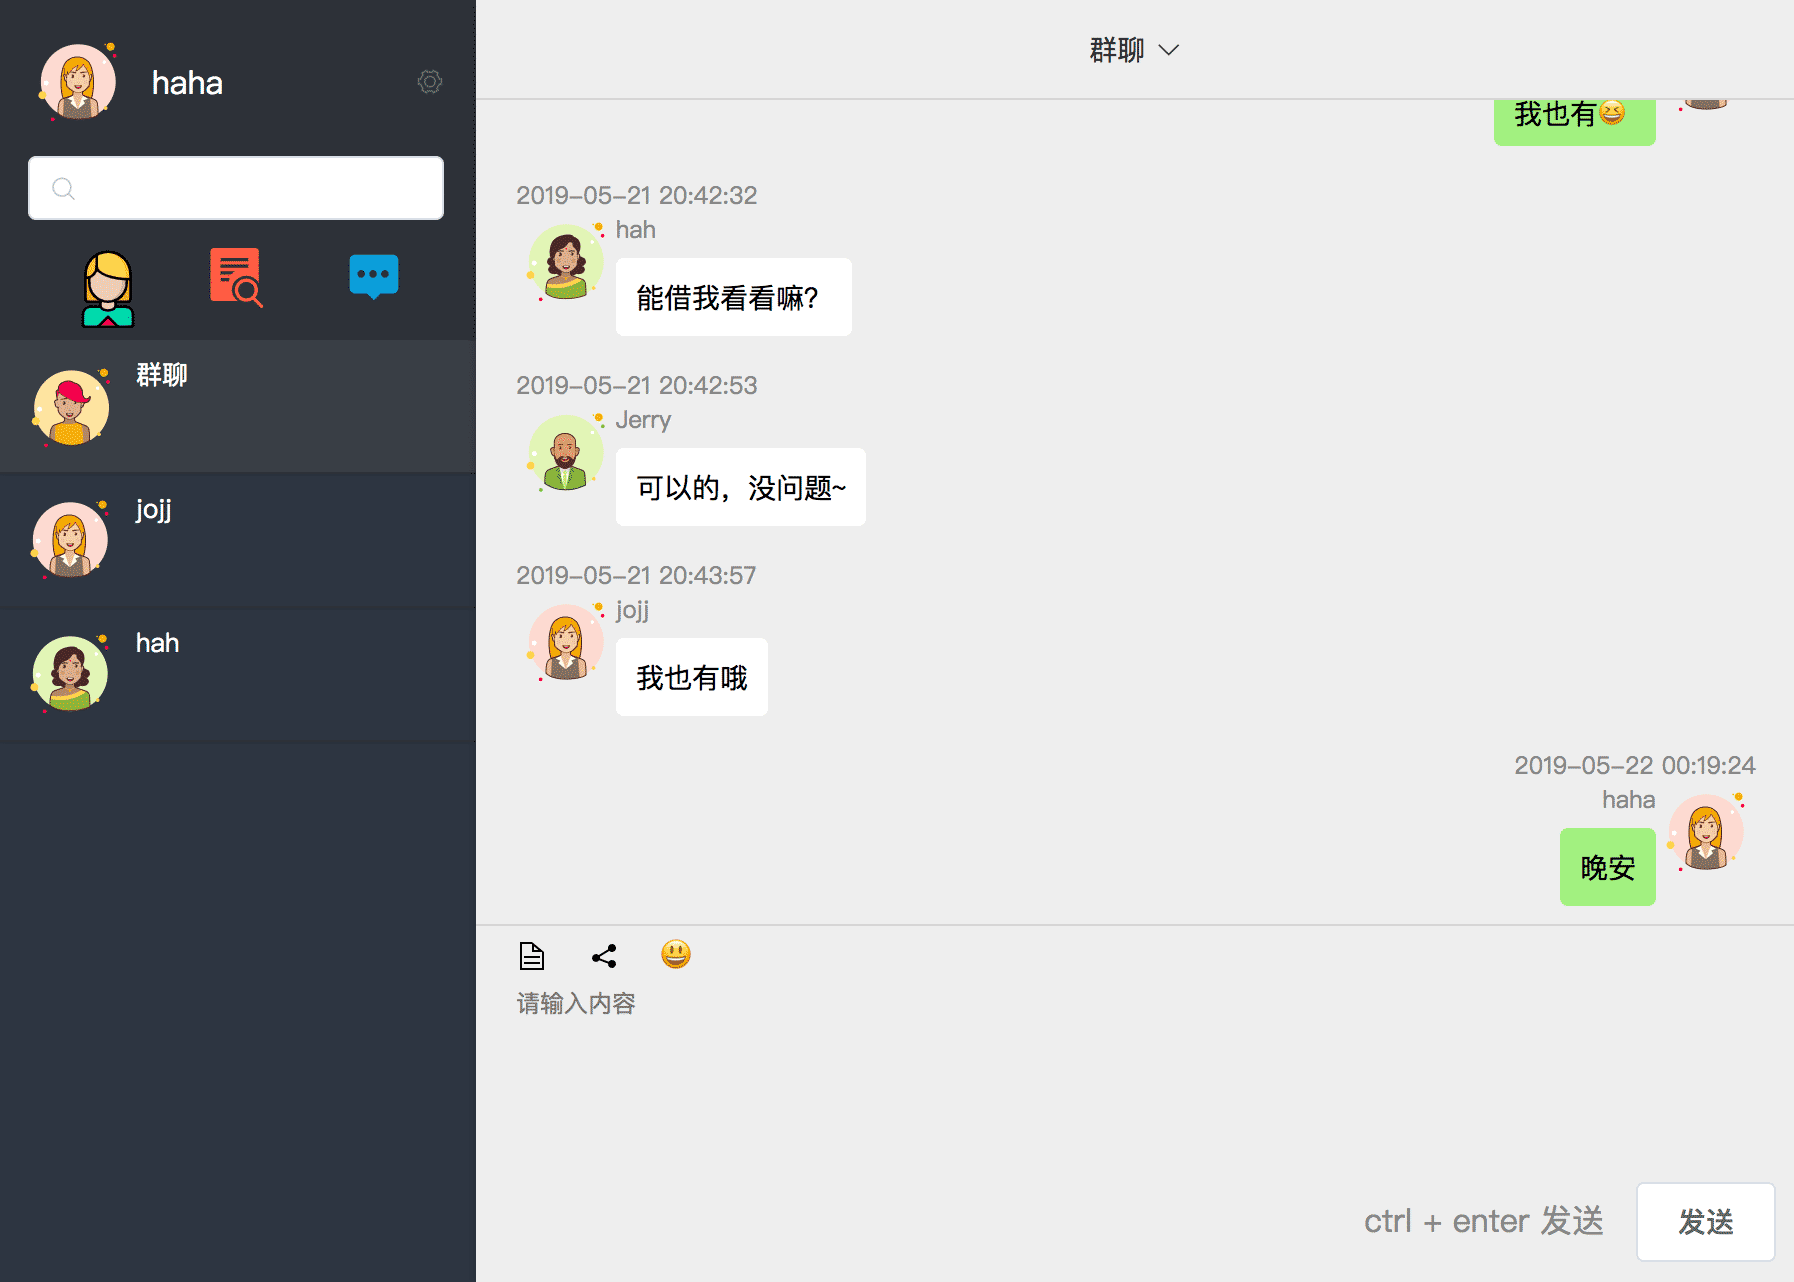 haha
群聊
jojj
hah
群聊
我也有😆
2019-05-21 20:42:32
hah
能借我看看嘛?
2019-05-21 20:42:53
Jerry
可以的，没问题~
2019-05-21 20:43:57
jojj
我也有哦
2019-05-22 00:19:24
haha
晚安
请输入内容
ctrl + enter 发送
发送